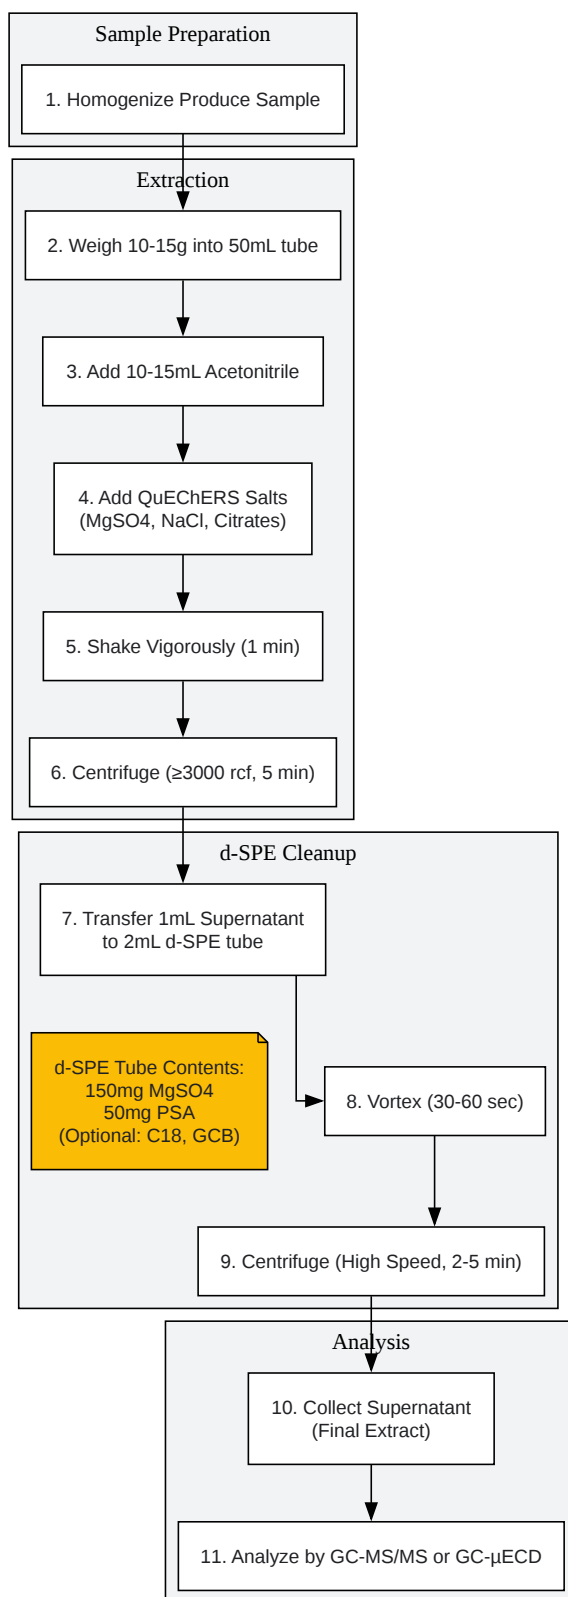 Sample Preparation
1. Homogenize Produce Sample
Extraction
2. Weigh 10-15g into 50mL tube
3. Add 10-15mL Acetonitrile
4. Add QuEChERS Salts
(MgSO4, NaCl, Citrates)
5. Shake Vigorously (1 min)
6. Centrifuge (≥3000 rcf, 5 min)
d-SPE Cleanup
7. Transfer 1mL Supernatant
to 2mL d-SPE tube
d-SPE Tube Contents:
150mg MgSO4
50mg PSA
(Optional: C18, GCB)
8. Vortex (30-60 sec)
9. Centrifuge (High Speed, 2-5 min)
Analysis
10. Collect Supernatant
(Final Extract)
11. Analyze by GC-MS/MS or GC-µECD